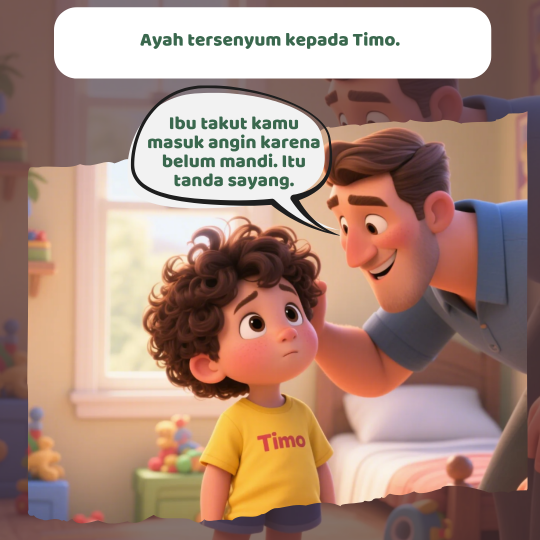 Ayah tersenyum kepada Timo.
Ibu takut kamu
masuk angin karena
belum mandi. Itu
tanda sayang.
Timo